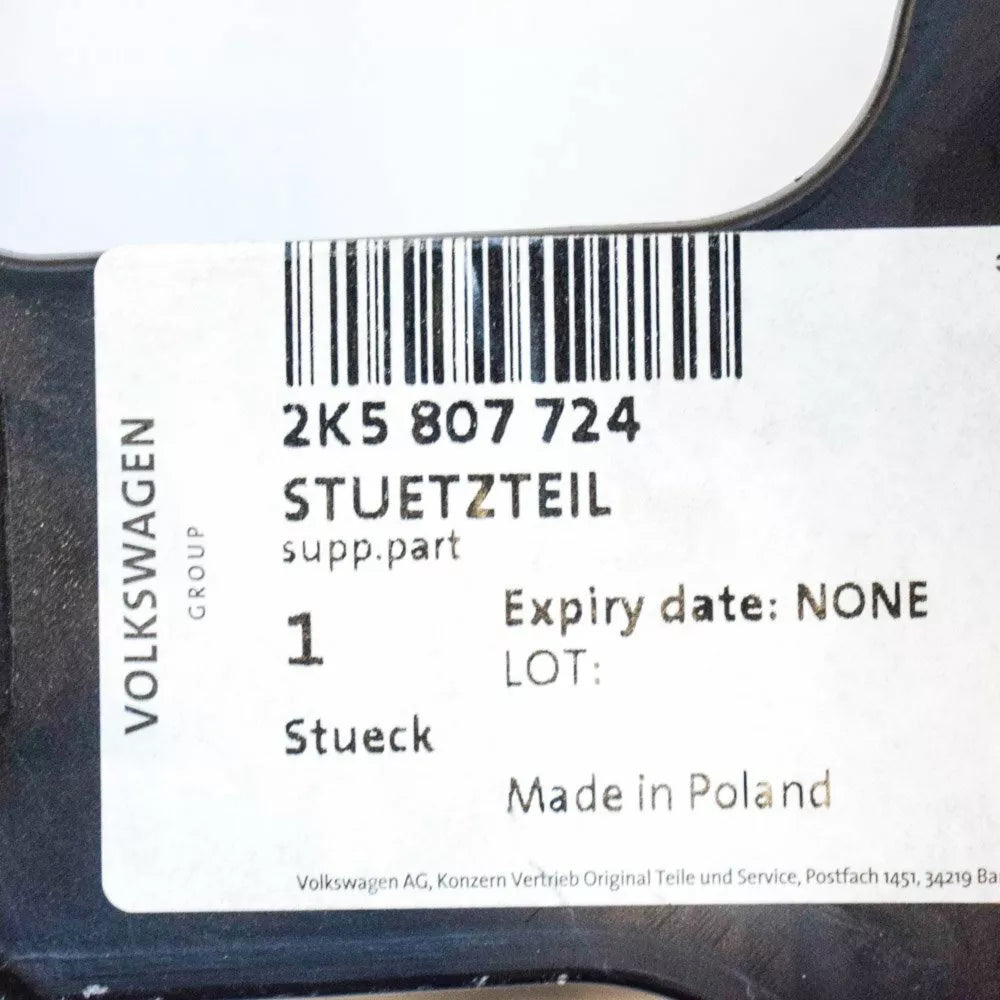 2K5 807 724
STUETZTEIL
supp.part
1
Expiry date: NONE
LOT:
Stueck
Made in Poland
Volkswagen AG, Konzern Vertrieb Original Teile und Service, Postfach 1451, 34219
VOLKSWAGEN
GROUP